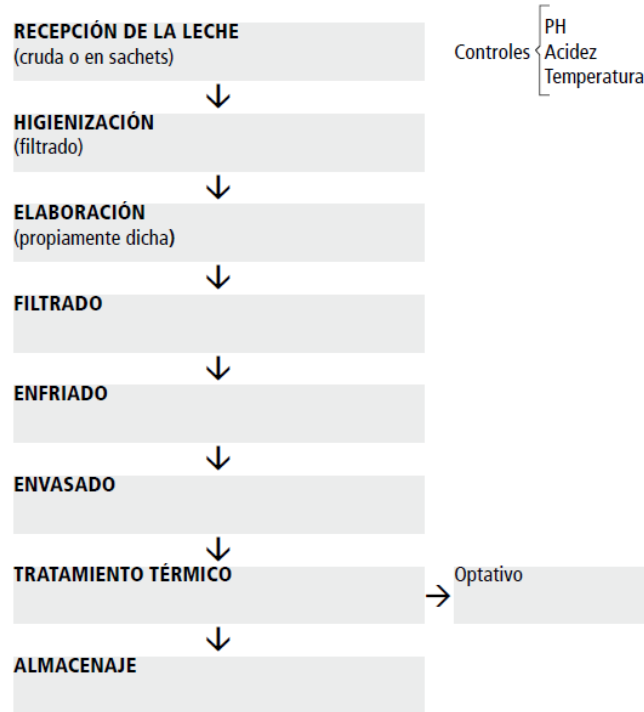 RECEPCIÓN DE LA LECHE
(cruda o en sachets)
Controles
PH
Acidez
Temperatura
HIGIENIZACIÓN
(filtrado)
ELABORACIÓN
(propiamente dicha)
FILTRADO
ENFRIADO
ENVASADO
TRATAMIENTO TÉRMICO
Optativo
ALMACENAJE